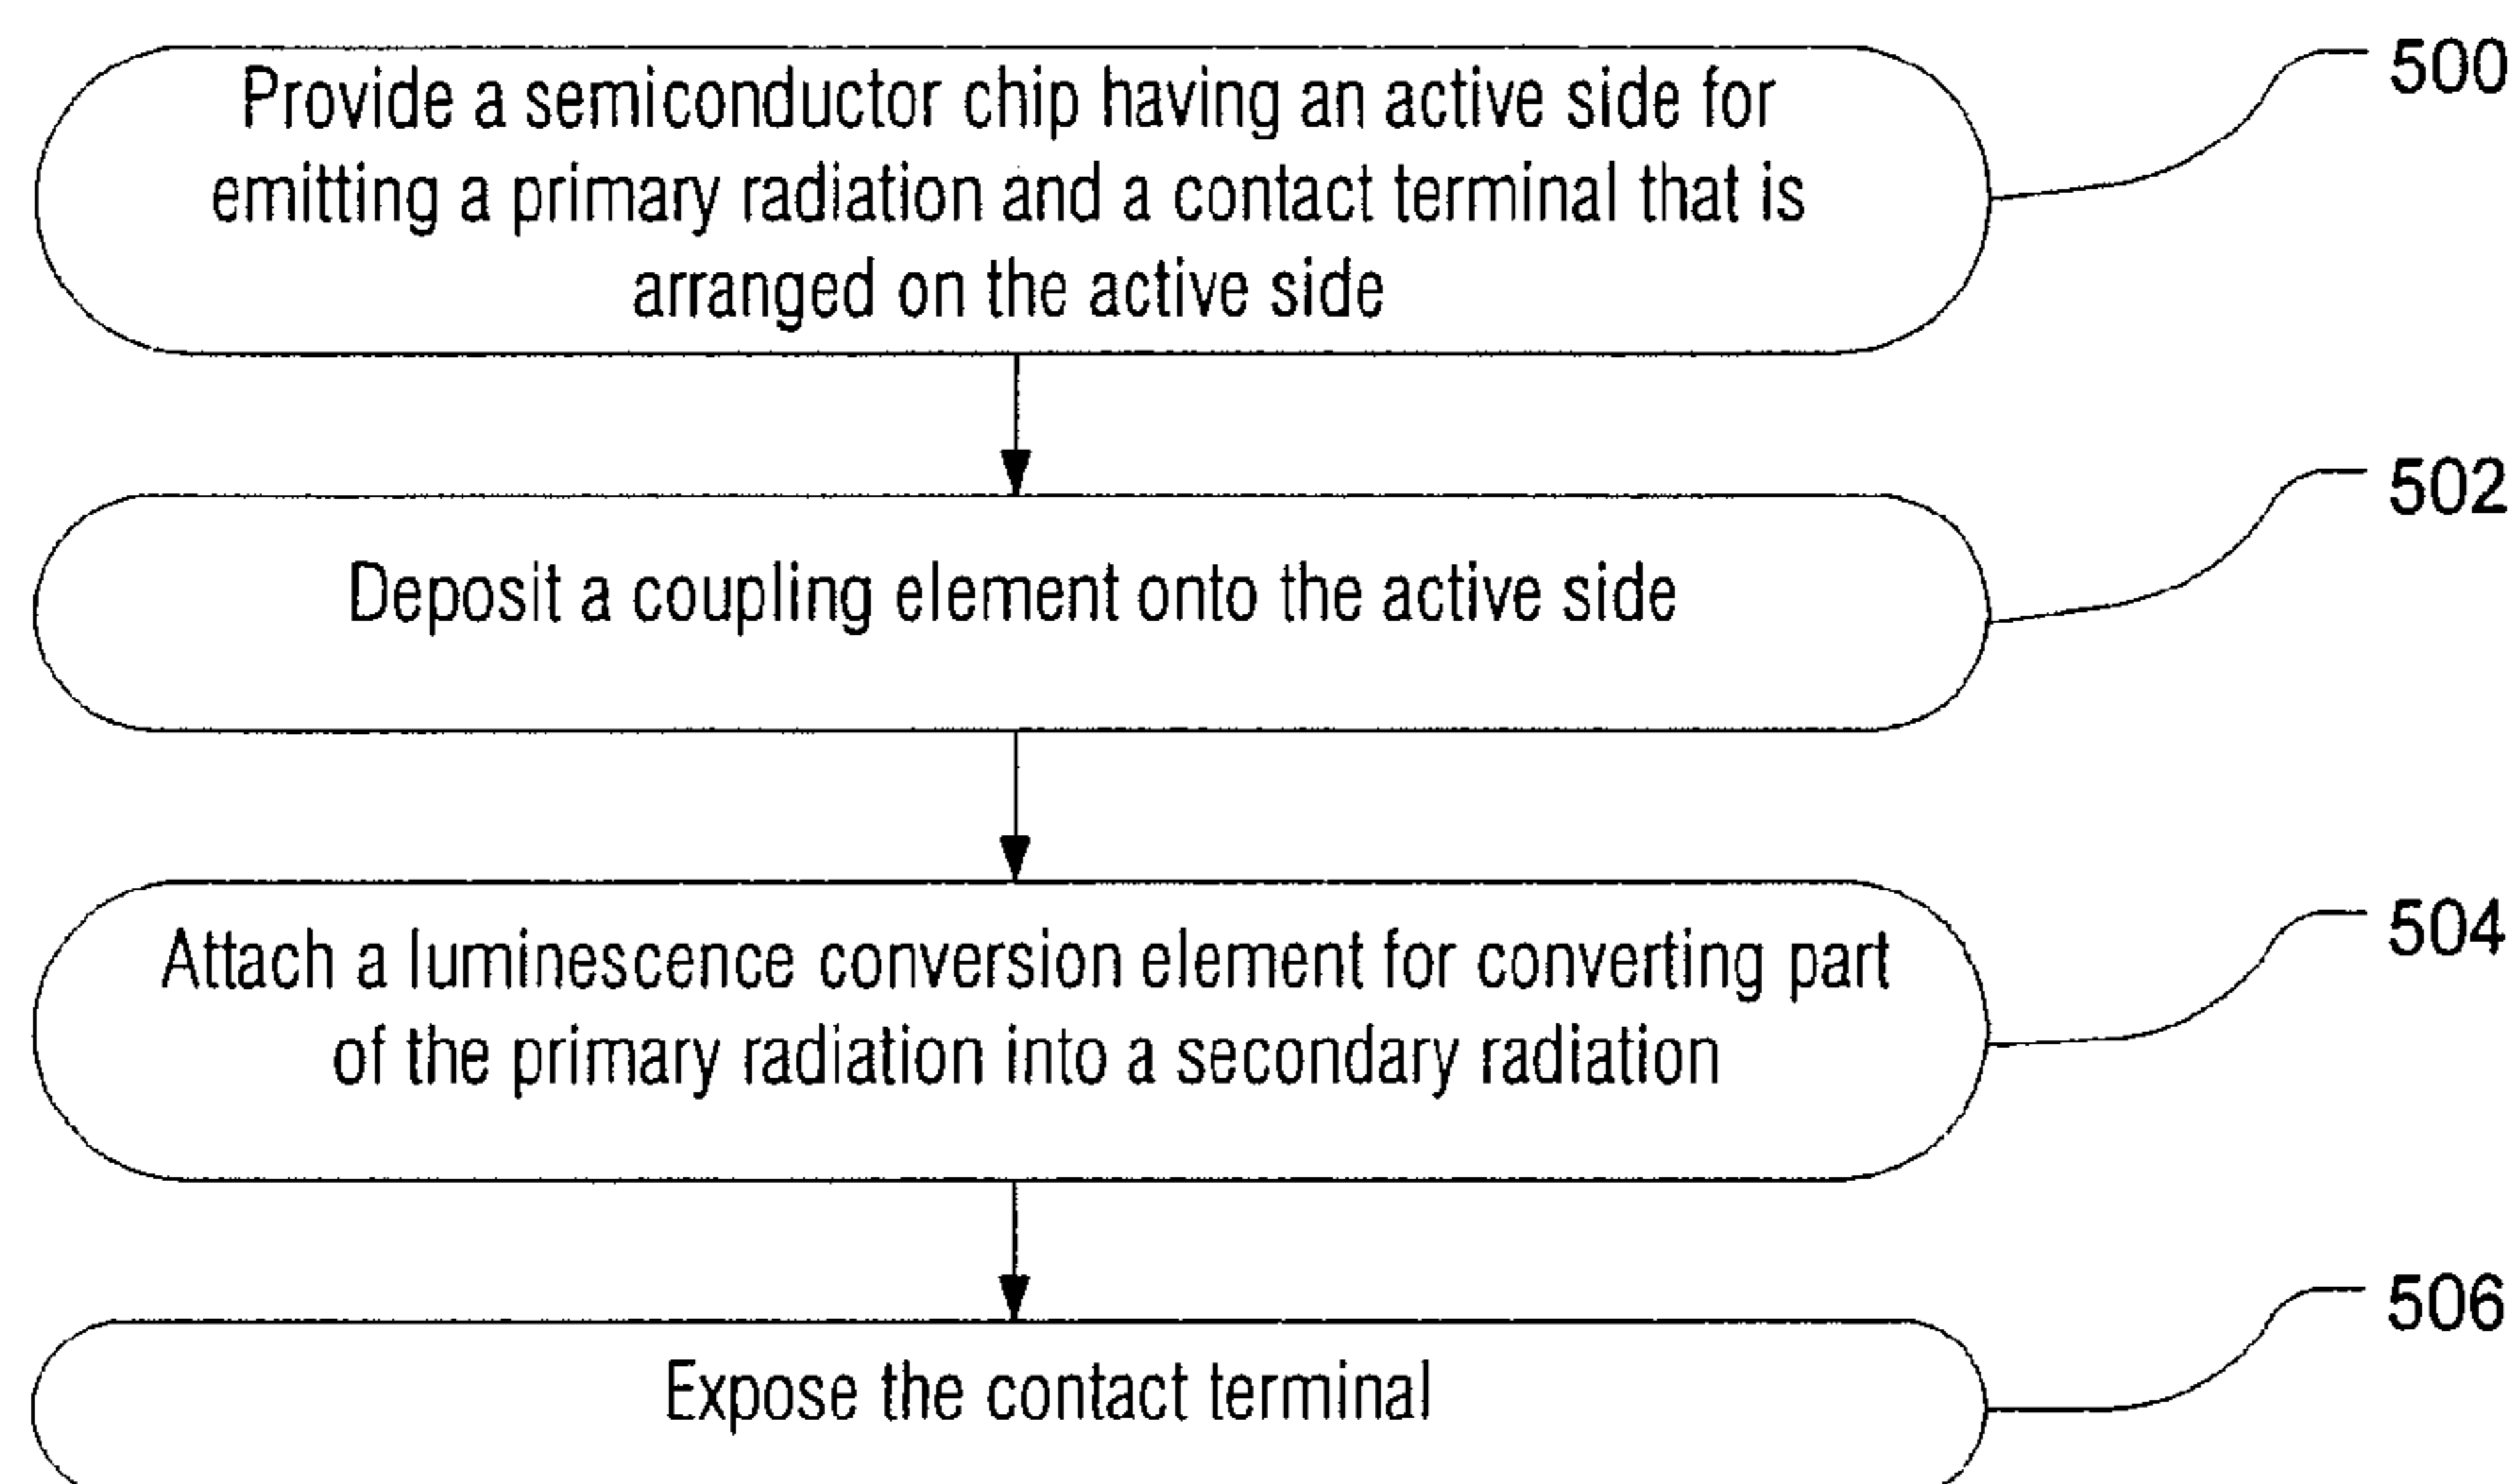 Provide a semiconductor chip having an active side for
emitting a primary radiation and a contact terminal that is
arranged on the active side
500
Deposit a coupling element onto the active side
502
Attach a luminescence conversion element for converting part
of the primary radiation into a secondary radiation
504
Expose the contact terminal
506